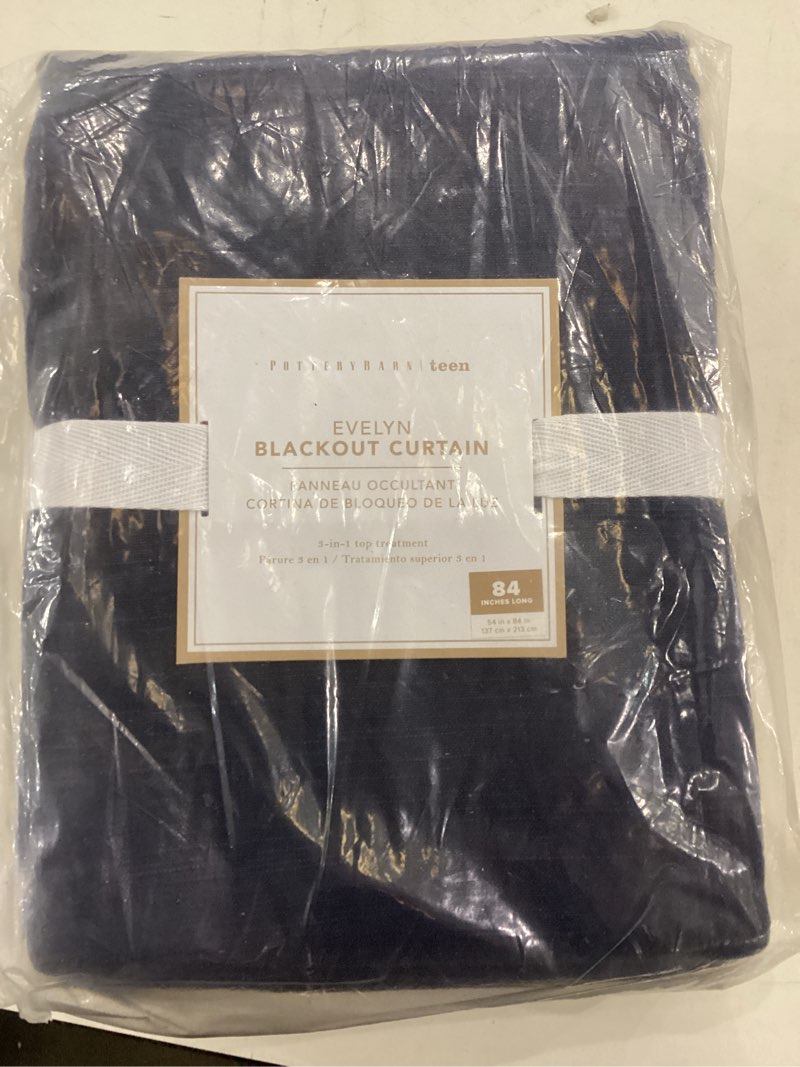 POTTERYBARN | teen
EVELYN
BLACKOUT CURTAIN
PANNEAU OCCULTANT
CORTINA DE BLOQUEO DE LA LUZ
3-in-1 top treatment
Parure 3 en 1 / Tratamiento superior 3 en 1
84
INCHES LONG
54 in x 84 in
137 cm x 213 cm